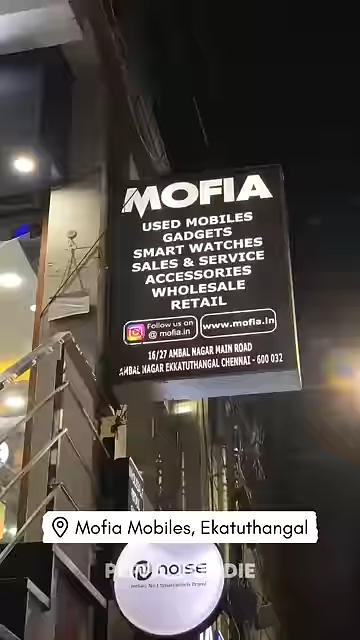 MOFIA
USED MOBILES
GADGETS
SMART WATCHES
SALES & SERVICE
ACCESSORIES
WHOLESALE
RETAIL
Follow us on
@ mofia.in
www.mofia.in
16/27 AMBAL NAGAR MAIN ROAD
AMBAL NAGAR EKKATUTHANGAL CHENNAI - 600 032
Mofia Mobiles, Ekatuthangal
noise